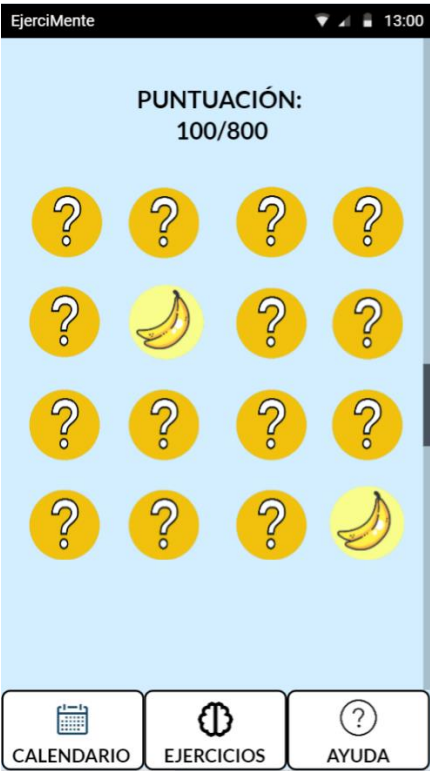 EjerciMente 13:00
PUNTUACIÓN:
100/800
? ? ? ?
? ? ?
? ? ? ?
? ? ?
?
CALENDARIO EJERCICIOS AYUDA